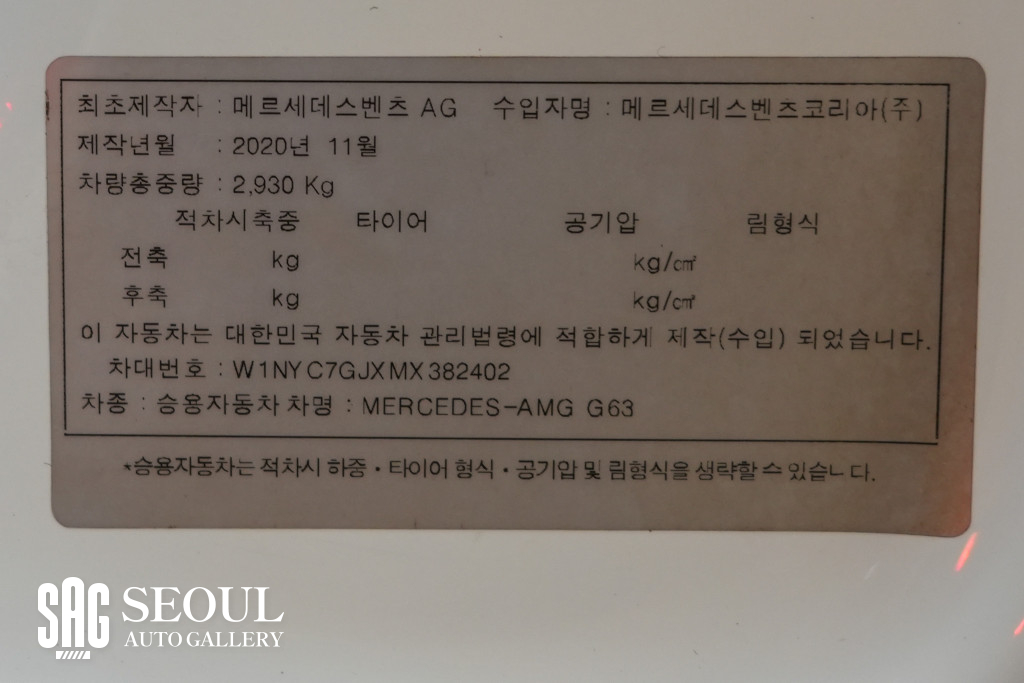 최초제작자 : 메르세데스벤츠 AG 수입자명 : 메르세데스벤츠코리아(주)
제작년월 : 2020년 11월
차량총중량 : 2,930 Kg
적차시축중 타이어 공기압 림형식
전축 kg kg/㎠
후축 kg kg/㎠
이 자동차는 대한민국 자동차 관리법령에 적합하게 제작(수입) 되었습니다.
차대번호 : W1NYC7GJXMX382402
차종 : 승용자동차 차명 : MERCEDES-AMG G63
*승용자동차는 적차시 하중·타이어 형식·공기압 및 림형식을 생략할 수 있습니다.
SAG SEOUL
AUTO GALLERY